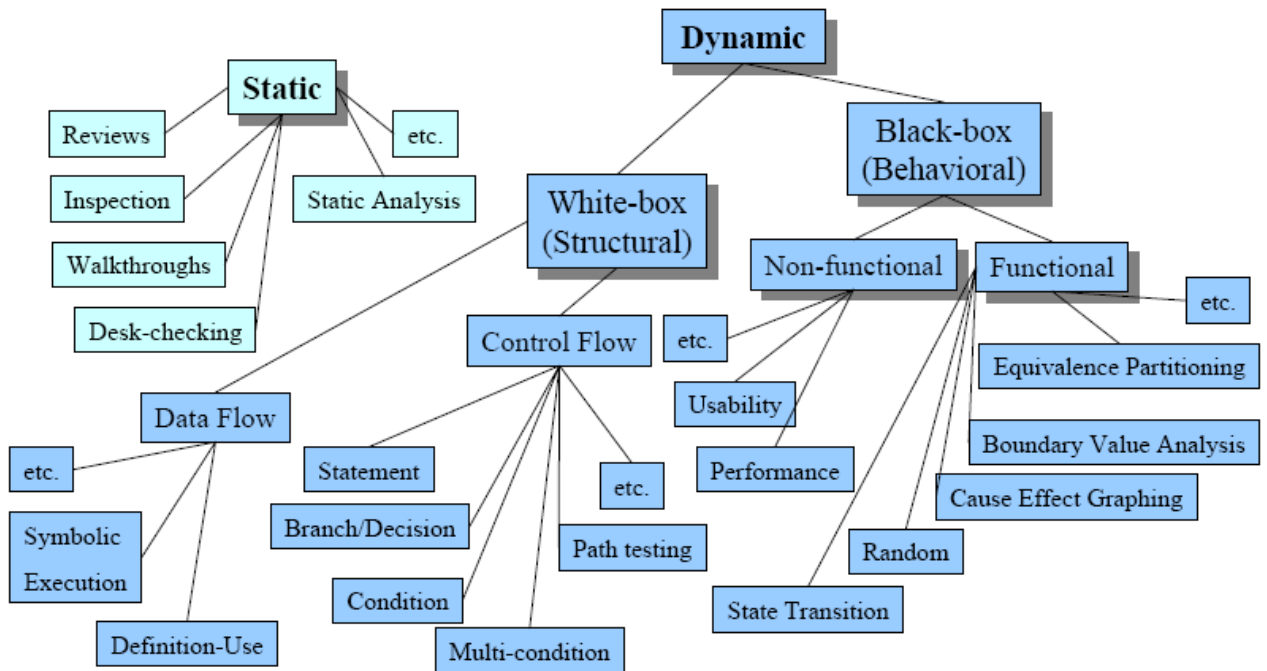 Dynamic
Static
Reviews
etc.
Inspection
Static Analysis
Walkthroughs
Desk-checking
Black-box
(Behavioral)
White-box
(Structural)
Non-functional
Functional
etc.
Usability
Performance
etc.
Equivalence Partitioning
Boundary Value Analysis
Cause Effect Graphing
Random
State Transition
Control Flow
Statement
Branch/Decision
Condition
Multi-condition
Path testing
etc.
Data Flow
etc.
Symbolic
Execution
Definition-Use